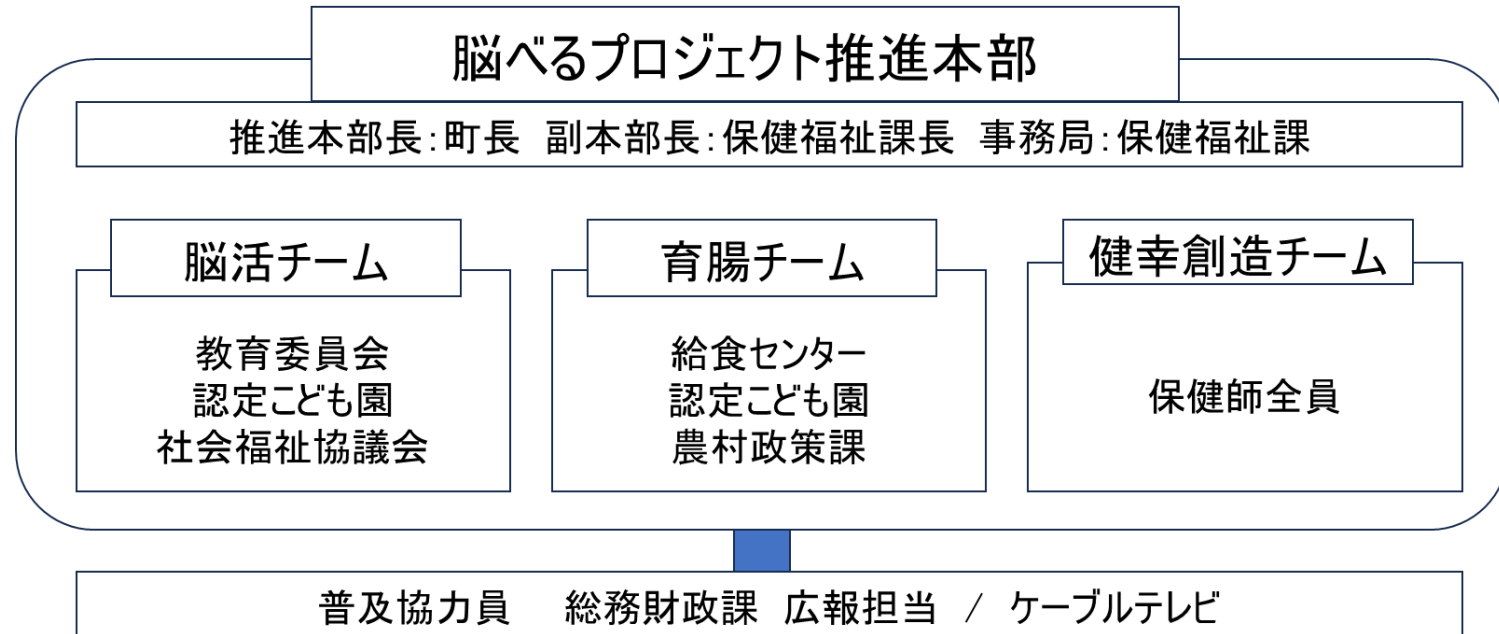 脳べるプロジェクト推進本部
推進本部長:町長 副本部長:保健福祉課長 事務局:保健福祉課
脳活チーム
教育委員会
認定こども園
社会福祉協議会
育腸チーム
給食センター
認定こども園
農村政策課
健幸創造チーム
保健師全員
普及協力員 総務財政課 広報担当 / ケーブルテレビ